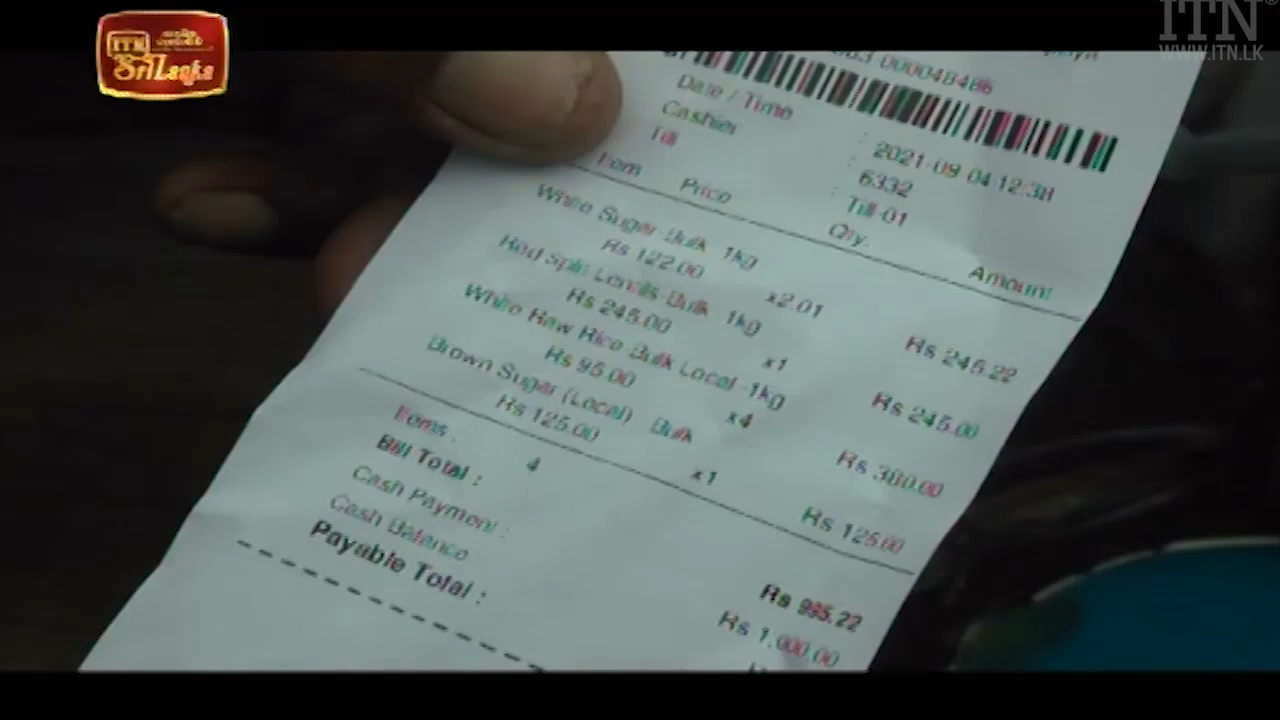 ITN
SriLanka
ITN
WWW.ITN.LK
000048486
Date / Time : 2021-09-04 12:38
Cashier : 6332
Till : Till-01
Item Price Qty. Amount
White Sugar-Bulk 1kg
Rs 122.00 x2.01 Rs 245.22
Red Split Lentils-Bulk 1kg
Rs 245.00 x1 Rs 245.00
White Raw Rice-Bulk Local -1kg
Rs 95.00 x4 Rs 380.00
Brown Sugar (Local) Bulk
Rs 125.00 x1 Rs 125.00
Items : 4
Bill Total : Rs 995.22
Cash Payment : Rs 1,000.00
Cash Balance
Payable Total :